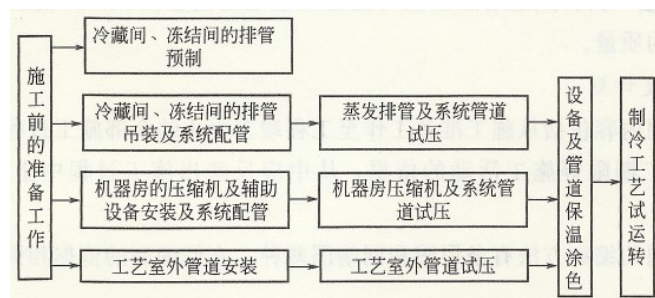 的质量.
施工前的准备工作
冷藏间、冻结间的排管
预制
冷藏间、冻结间的排管
吊装及系统配管
蒸发排管及系统管道
试压
机器房的压缩机及辅助
设备安装及系统配管
机器房压缩机及系统管
道试压
工艺室外管道安装
工艺室外管道试压
设备及管道保温涂色
制冷工艺试运转